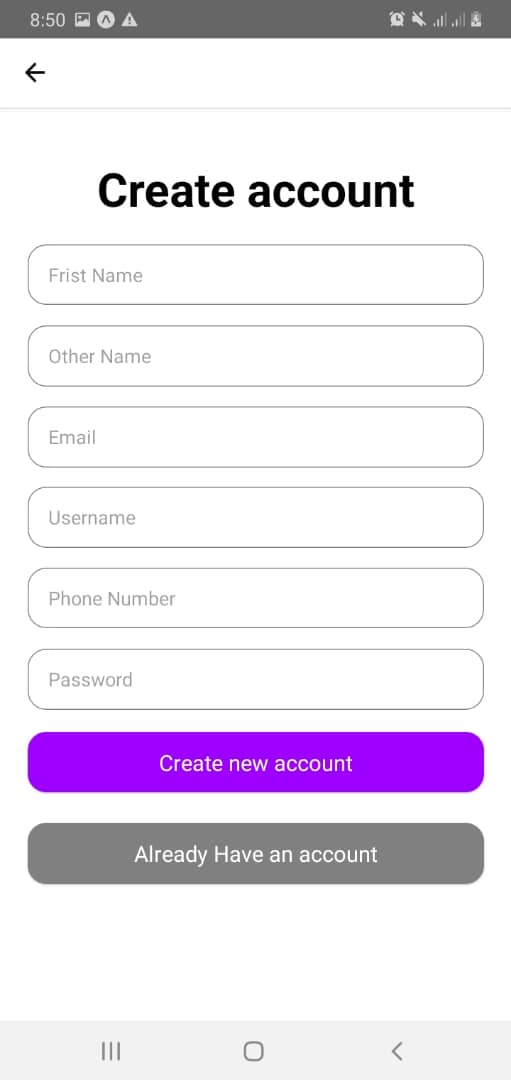 8:50
Create account
Frist Name
Other Name
Email
Username
Phone Number
Password
Create new account
Already Have an account